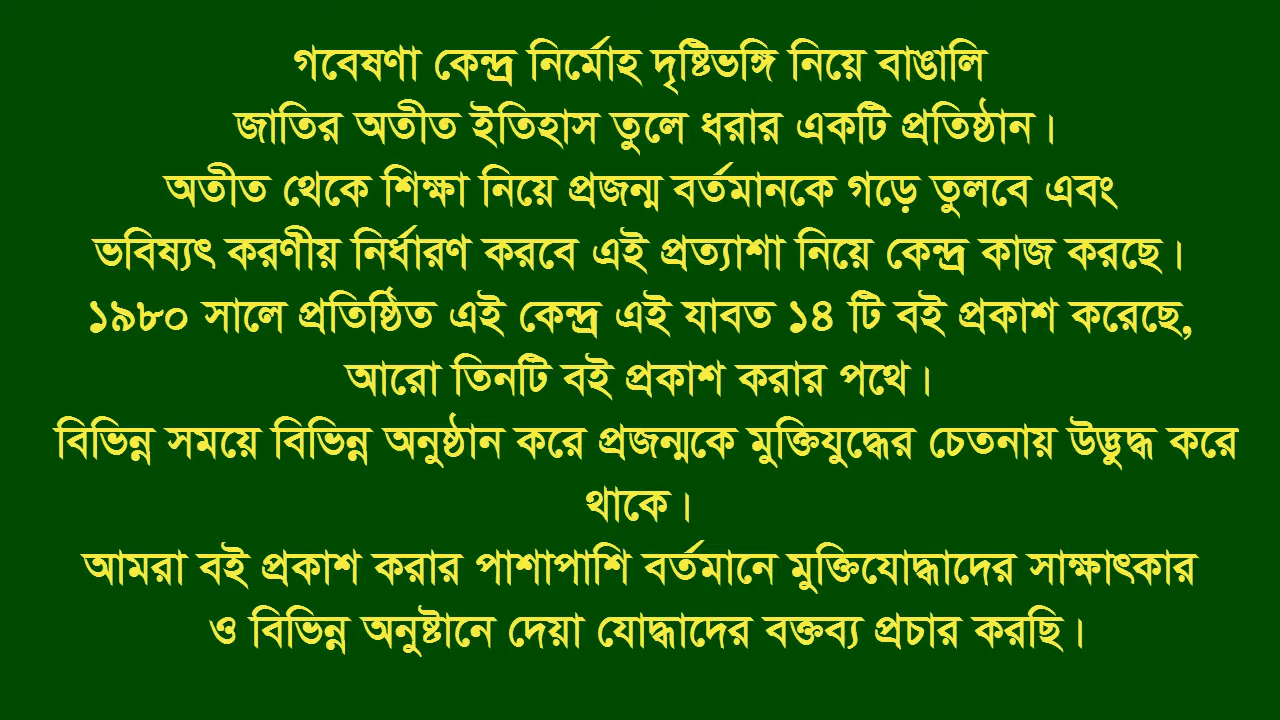 গবেষণা কেন্দ্র নির্মোহ দৃষ্টিভঙ্গি নিয়ে বাঙালি
জাতির অতীত ইতিহাস তুলে ধরার একটি প্রতিষ্ঠান।
অতীত থেকে শিক্ষা নিয়ে প্রজন্ম বর্তমানকে গড়ে তুলবে এবং
ভবিষ্যৎ করণীয় নির্ধারণ করবে এই প্রত্যাশা নিয়ে কেন্দ্র কাজ করছে।
১৯৮০ সালে প্রতিষ্ঠিত এই কেন্দ্র এই যাবত ১৪ টি বই প্রকাশ করেছে,
আরো তিনটি বই প্রকাশ করার পথে।
বিভিন্ন সময়ে বিভিন্ন অনুষ্ঠান করে প্রজন্মকে মুক্তিযুদ্ধের চেতনায় উদ্ভুদ্ধ করে
থাকে।
আমরা বই প্রকাশ করার পাশাপাশি বর্তমানে মুক্তিযোদ্ধাদের সাক্ষাৎকার
ও বিভিন্ন অনুষ্টানে দেয়া যোদ্ধাদের বক্তব্য প্রচার করছি।